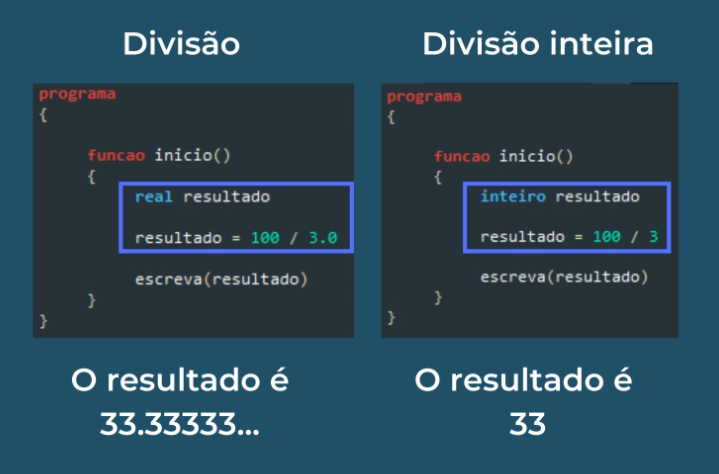 Divisão
programa
{
funcao inicio()
{
real resultado
resultado = 100 / 3.0
escreva(resultado)
}
}
O resultado é
33.33333...
Divisão inteira
programa
{
funcao inicio()
{
inteiro resultado
resultado = 100 / 3
escreva(resultado)
}
}
O resultado é
33